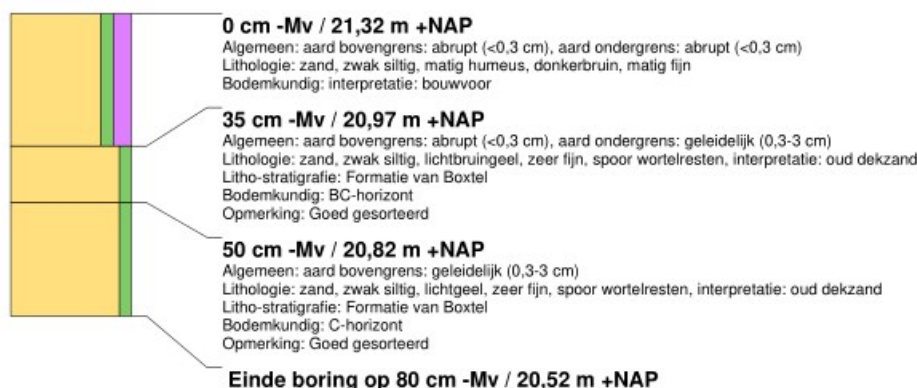 0 cm -Mv / 21,32 m +NAP
Algemeen: aard bovengrens: abrupt (<0,3 cm), aard ondergrens: abrupt (<0,3 cm)
Lithologie: zand, zwak siltig, matig humeus, donkerbruin, matig fijn
Bodemkundig: interpretatie: bouwvoor
35 cm -Mv / 20,97 m +NAP
Algemeen: aard bovengrens: abrupt (<0,3 cm), aard ondergrens: geleidelijk (0,3-3 cm)
Lithologie: zand, zwak siltig, lichtbruingeel, zeer fijn, spoor wortelresten, interpretatie: oud dekzand
Litho-stratigrafie: Formatie van Boxtel
Bodemkundig: BC-horizont
Opmerking: Goed gesorteerd
50 cm -Mv / 20,82 m +NAP
Algemeen: aard bovengrens: geleidelijk (0,3-3 cm)
Lithologie: zand, zwak siltig, lichtgeel, zeer fijn, spoor wortelresten, interpretatie: oud dekzand
Litho-stratigrafie: Formatie van Boxtel
Bodemkundig: C-horizont
Opmerking: Goed gesorteerd
Einde boring op 80 cm -Mv / 20,52 m +NAP